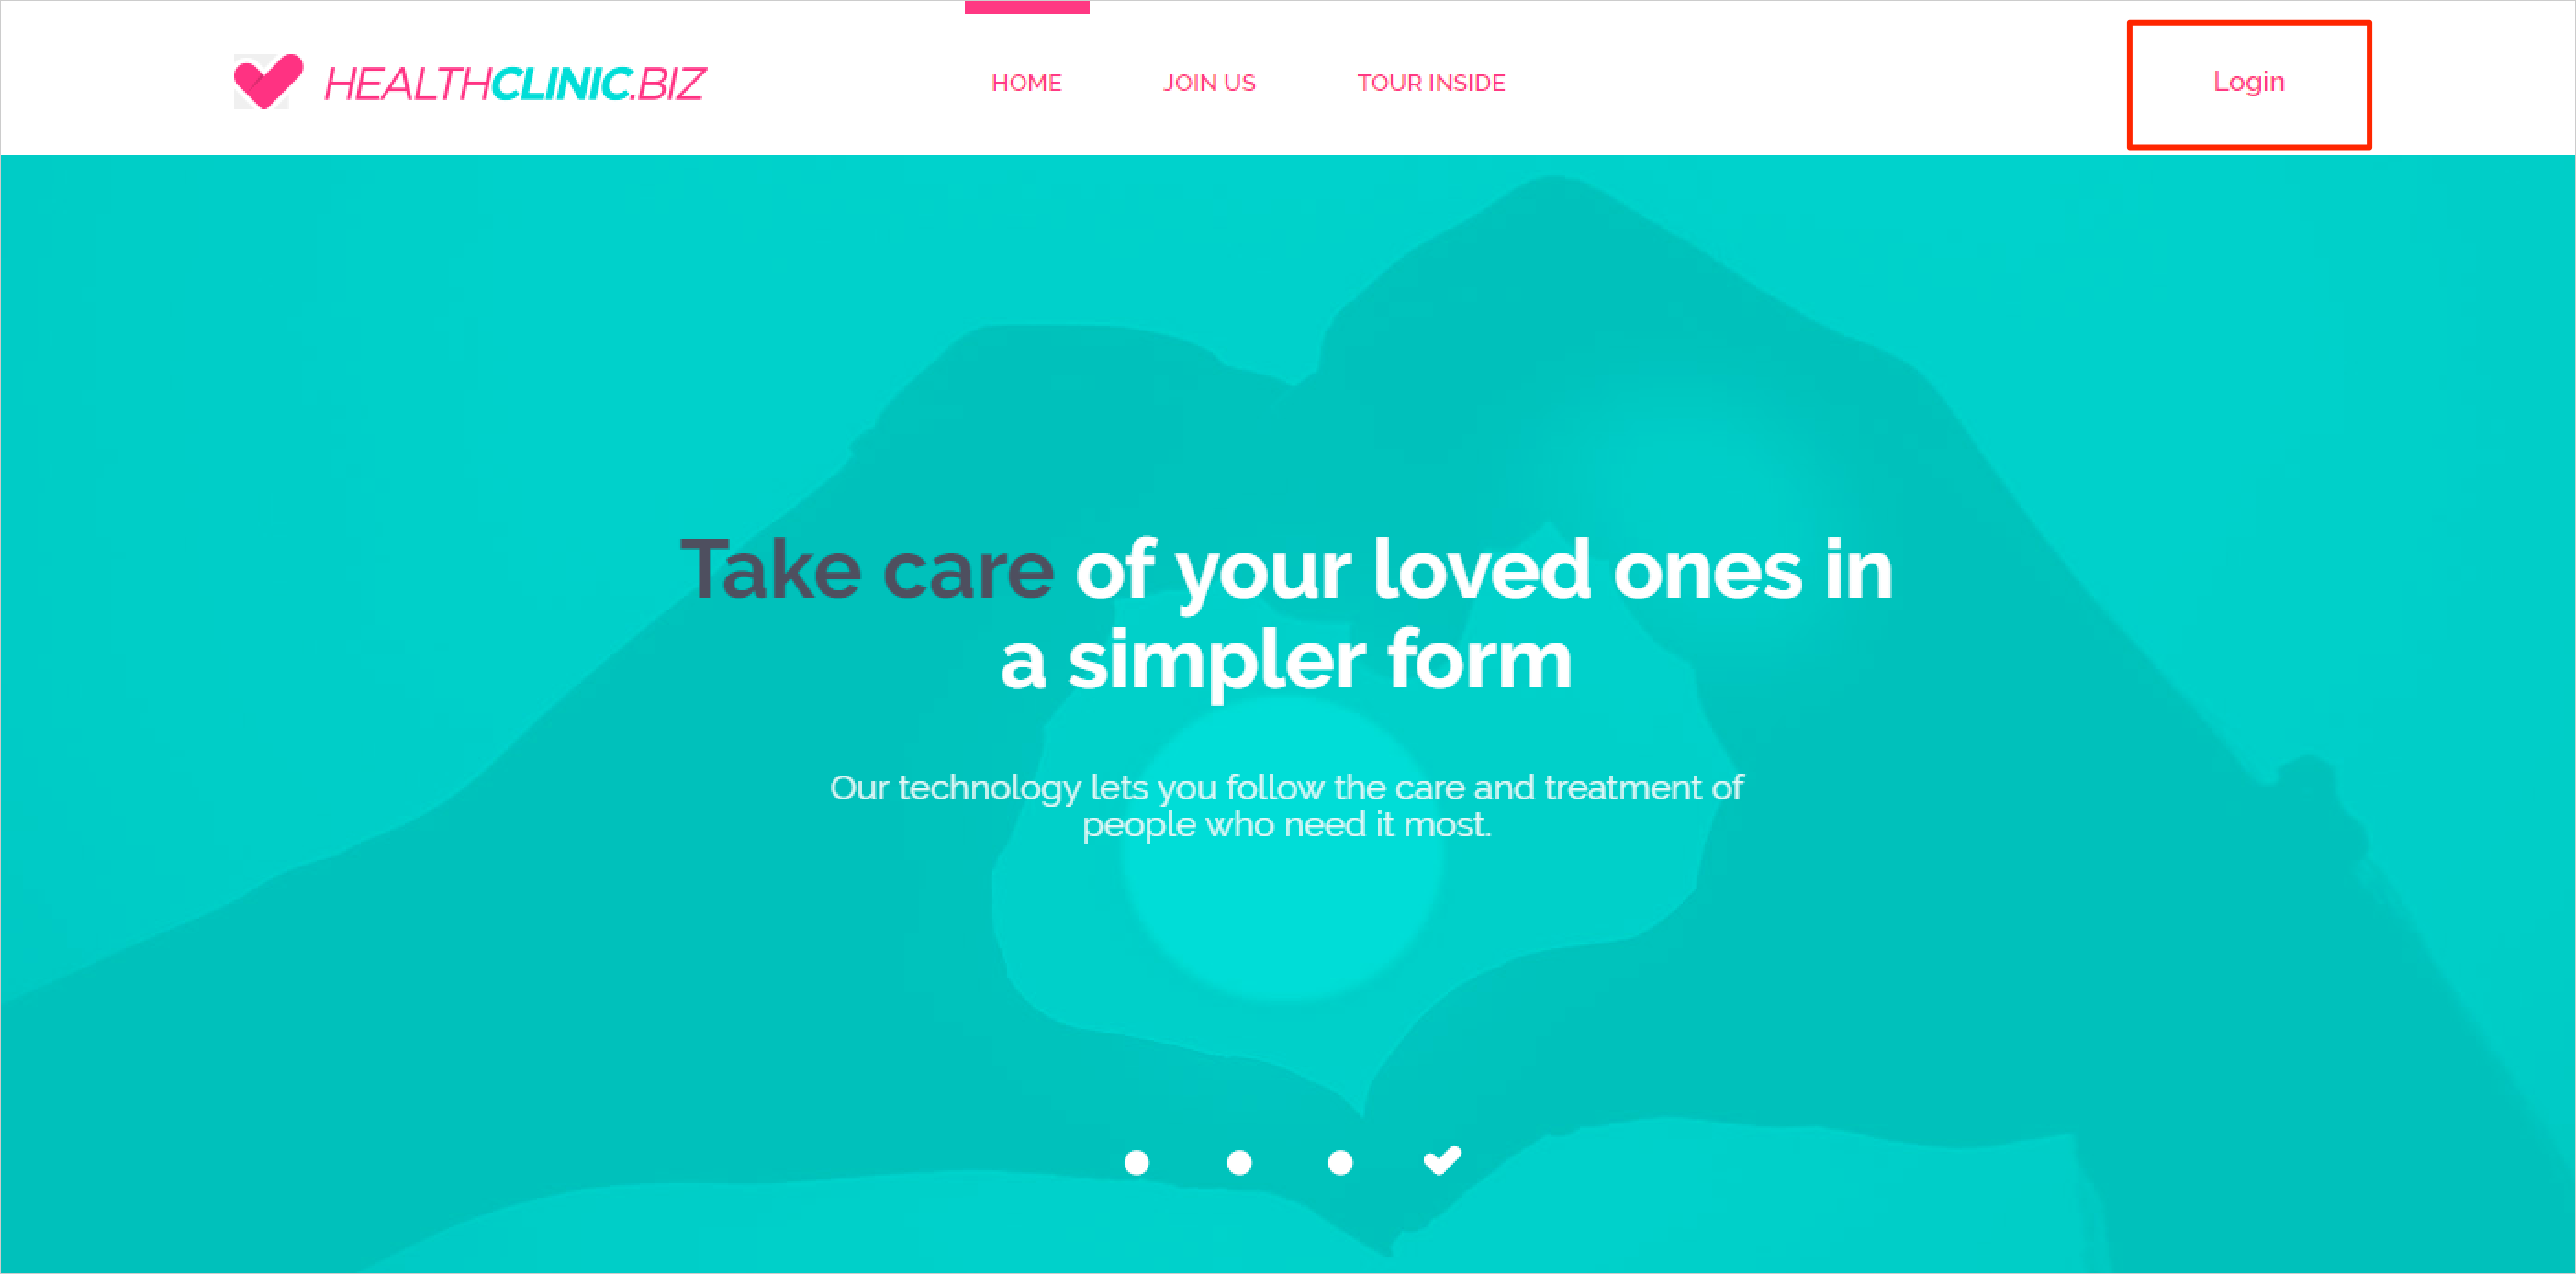 HEALTHCLINIC.BIZ
HOME
JOIN US
TOUR INSIDE
Login
Take care of your loved ones in
a simpler form
Our technology lets you follow the care and treatment of
people who need it most.